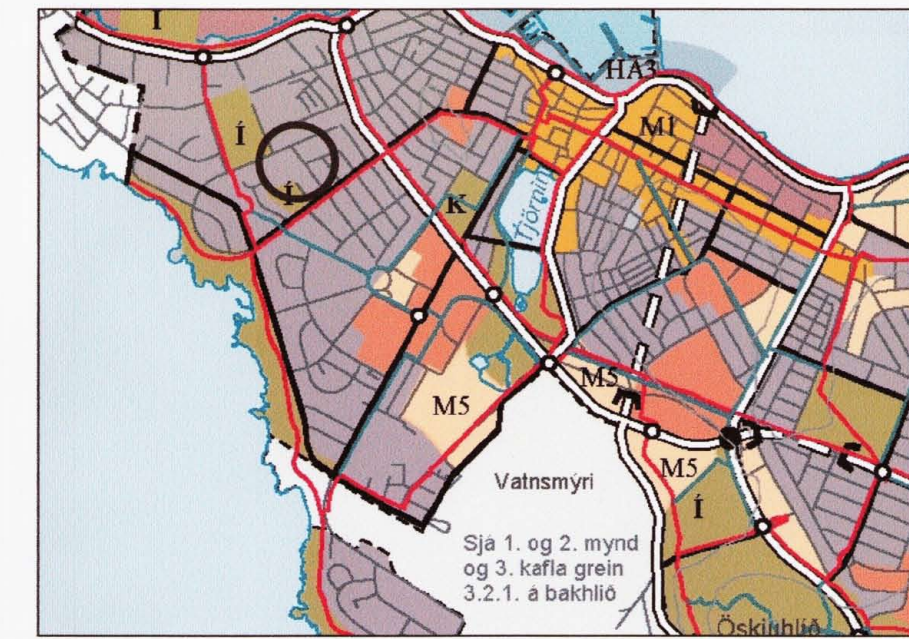 Í
HA3
M1
Í
Í
K
Tjörnin
M5
M5
M5
Vatnsmýri
Í
Sjá 1. og 2. mynd
og 3. kafla grein
3.2.1. á bakhlið
Öskjuhlíð